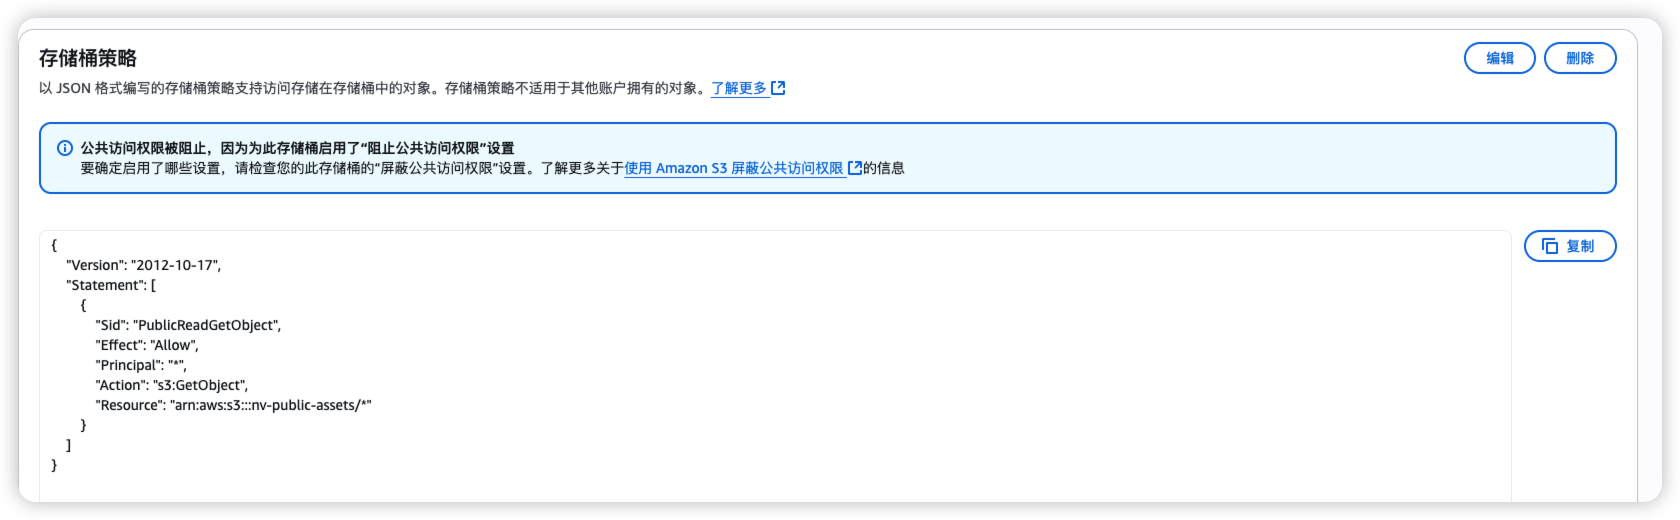 存储桶策略
编辑
删除
以 JSON 格式编写的存储桶策略支持访问存储在存储桶中的对象。存储桶策略不适用于其他账户拥有的对象。了解更多
公共访问权限被阻止，因为为此存储桶启用了“阻止公共访问权限”设置
要确定启用了哪些设置，请检查您的此存储桶的“屏蔽公共访问权限”设置。了解更多关于使用 Amazon S3 屏蔽公共访问权限的信息
复制
{
    "Version": "2012-10-17",
    "Statement": [
        {
            "Sid": "PublicReadGetObject",
            "Effect": "Allow",
            "Principal": "*",
            "Action": "s3:GetObject",
            "Resource": "arn:aws:s3:::nv-public-assets/*"
        }
    ]
}